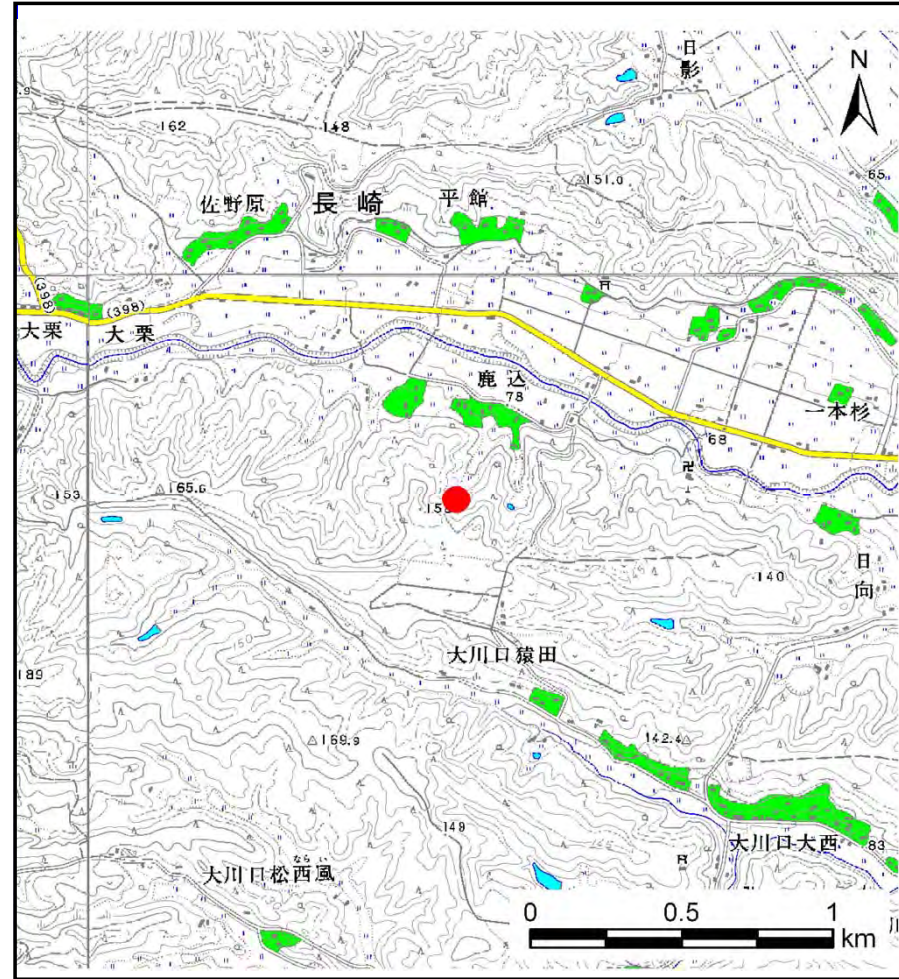 日影
N
162
148
151.0
65
佐野原
長崎
平館
(398)
(398)
大栗
大栗
鹿込
78
一本杉
68
153
165.6
日向
140
大川口猿田
189
169.9
142.4
149
大川口大西
83
ならい
大川口松西風
0
0.5
1
km
川